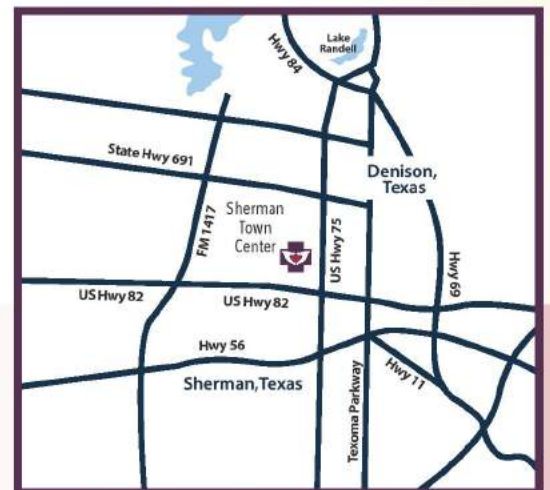 Lake
Randell
Hwy 84
State Hwy 691
Denison,
Texas
Sherman
Town
Center
FM 1417
US Hwy 75
Hwy 69
US Hwy 82
US Hwy 82
Hwy 56
Sherman, Texas
Hwy 11
Texoma Parkway